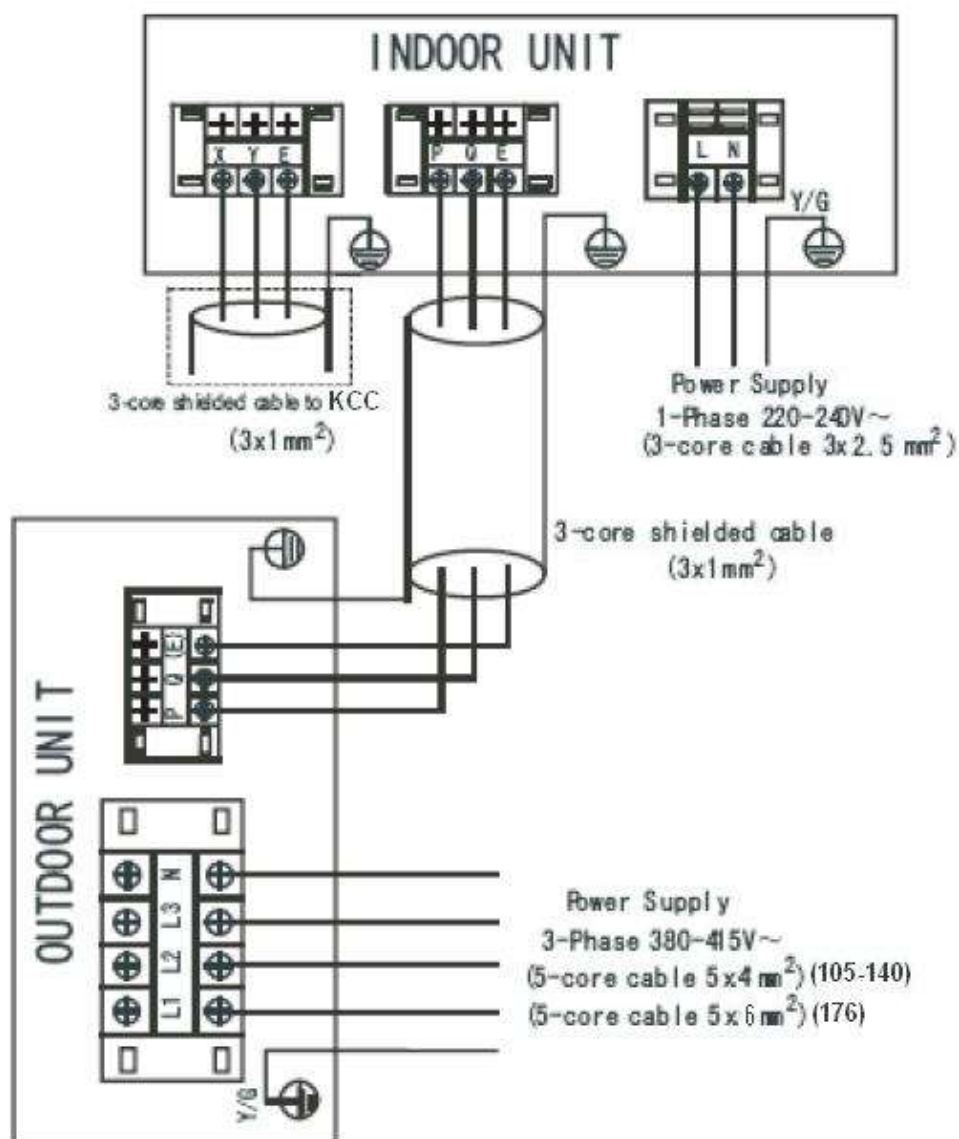 INDOOR UNIT
X Y E
P Q E
L N
Y/G
3-core shielded cable to KCC
(3x1mm²)
Power Supply
1-Phase 220-240V~
(3-core cable 3x2.5 mm²)
3-core shielded cable
(3x1mm²)
OUTDOOR UNIT
P Q (E)
L1 L2 L3 N
Y/G
Power Supply
3-Phase 380-415V~
(5-core cable 5x4 mm²)(105-140)
(5-core cable 5x6 mm²)(176)